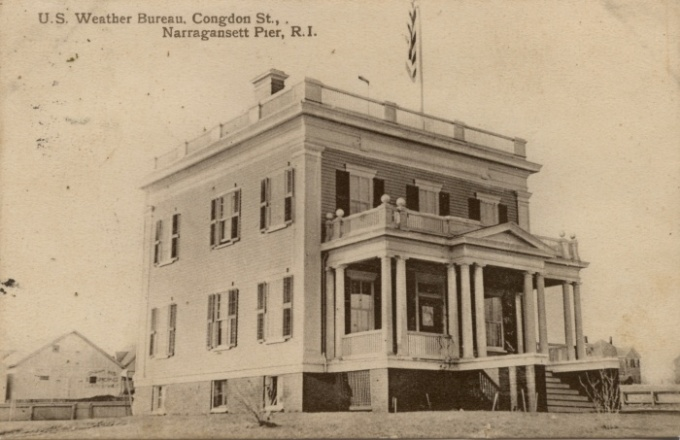 U.S. Weather Bureau, Congdon St.,
Narragansett Pier, R.I.